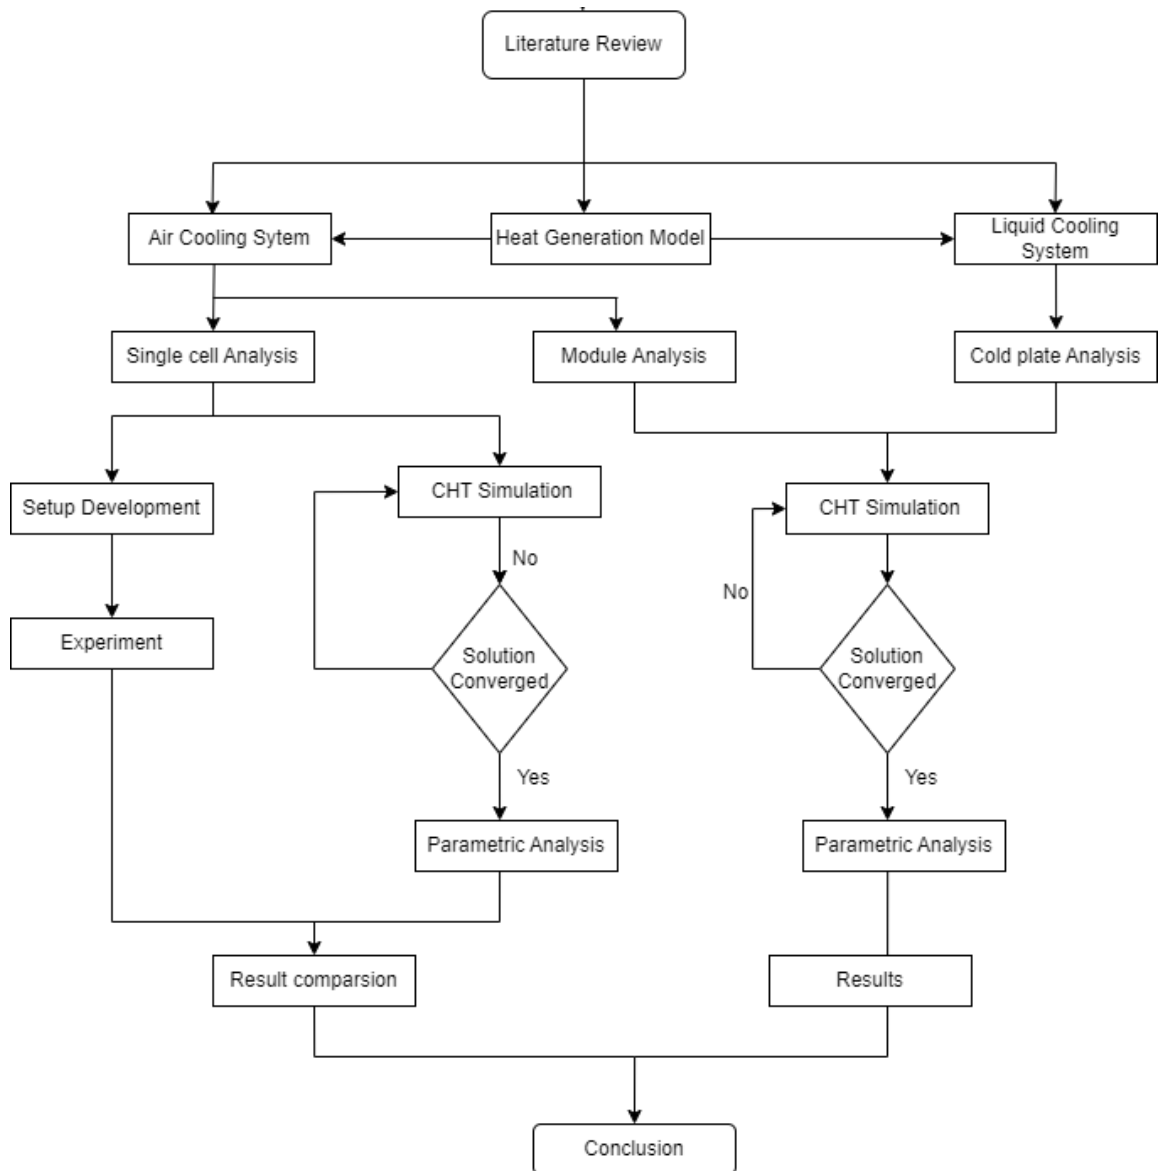 Literature Review
Air Cooling Sytem
Heat Generation Model
Liquid Cooling
System
Single cell Analysis
Module Analysis
Cold plate Analysis
Setup Development
CHT Simulation
CHT Simulation
No
No
Experiment
Solution
Converged
Solution
Converged
Yes
Yes
Parametric Analysis
Parametric Analysis
Result comparsion
Results
Conclusion